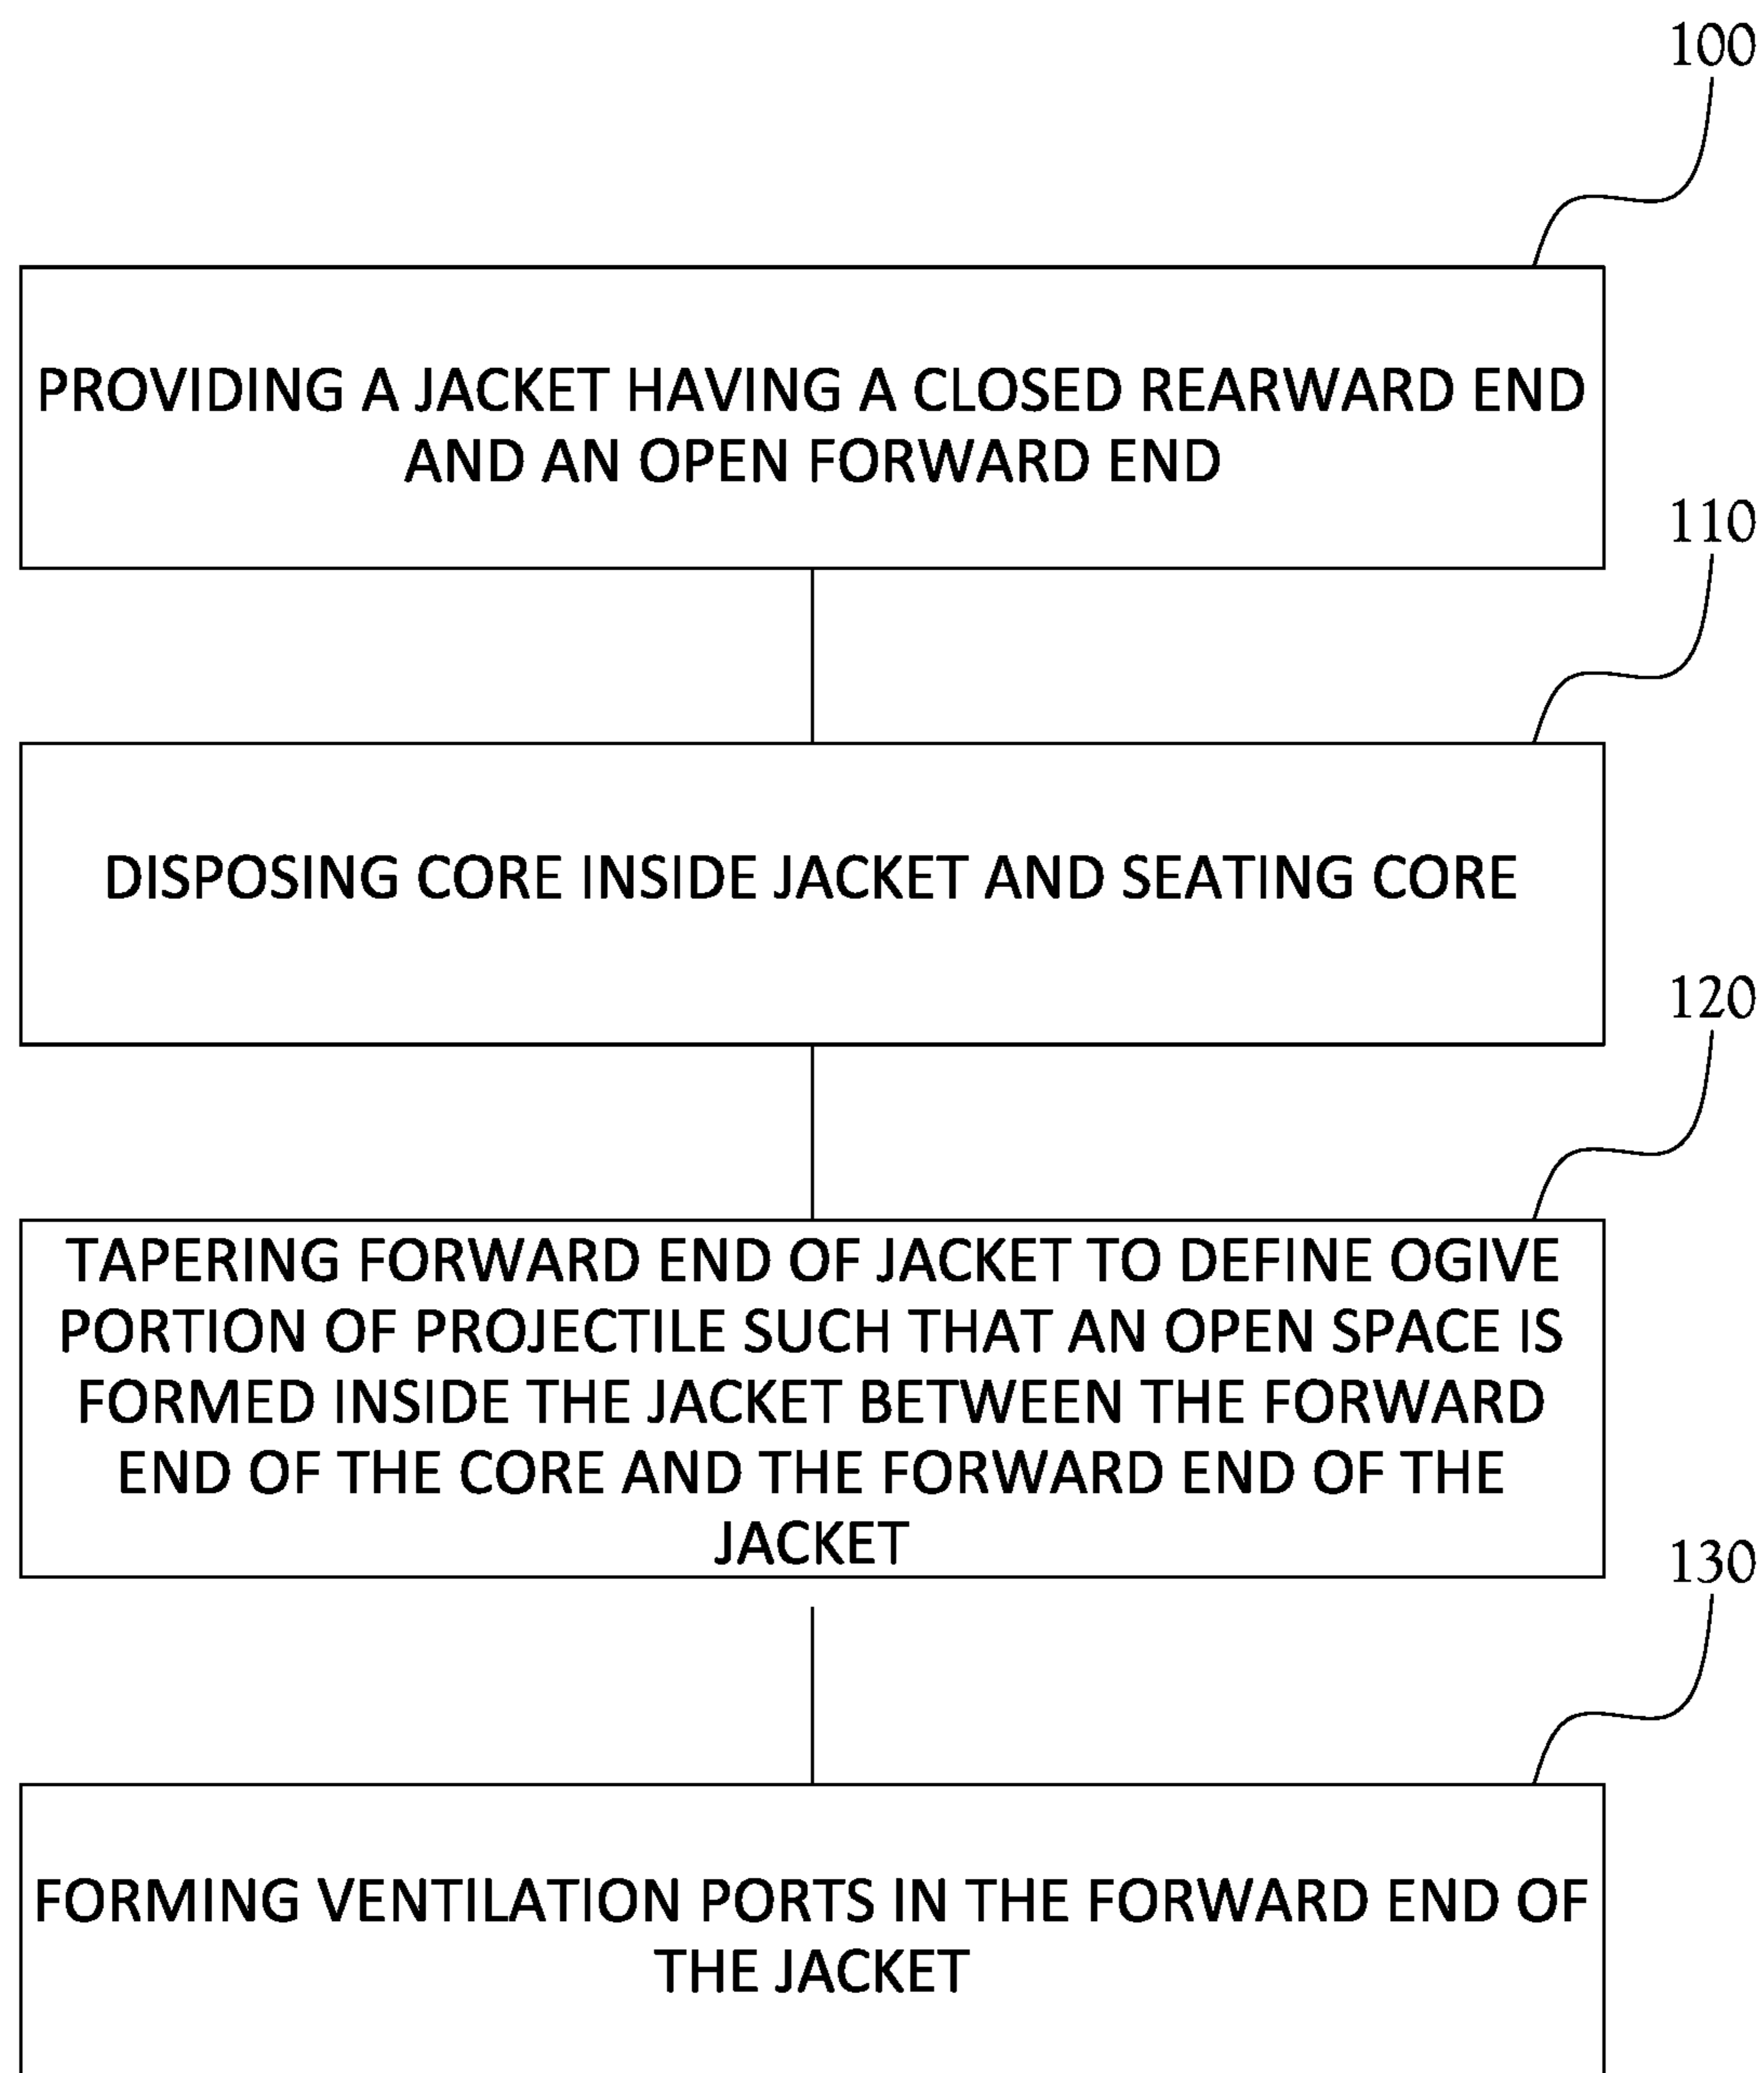 100
PROVIDING A JACKET HAVING A CLOSED REARWARD END
AND AN OPEN FORWARD END
110
DISPOSING CORE INSIDE JACKET AND SEATING CORE
120
TAPERING FORWARD END OF JACKET TO DEFINE OGIVE
PORTION OF PROJECTILE SUCH THAT AN OPEN SPACE IS
FORMED INSIDE THE JACKET BETWEEN THE FORWARD
END OF THE CORE AND THE FORWARD END OF THE
JACKET
130
FORMING VENTILATION PORTS IN THE FORWARD END OF
THE JACKET